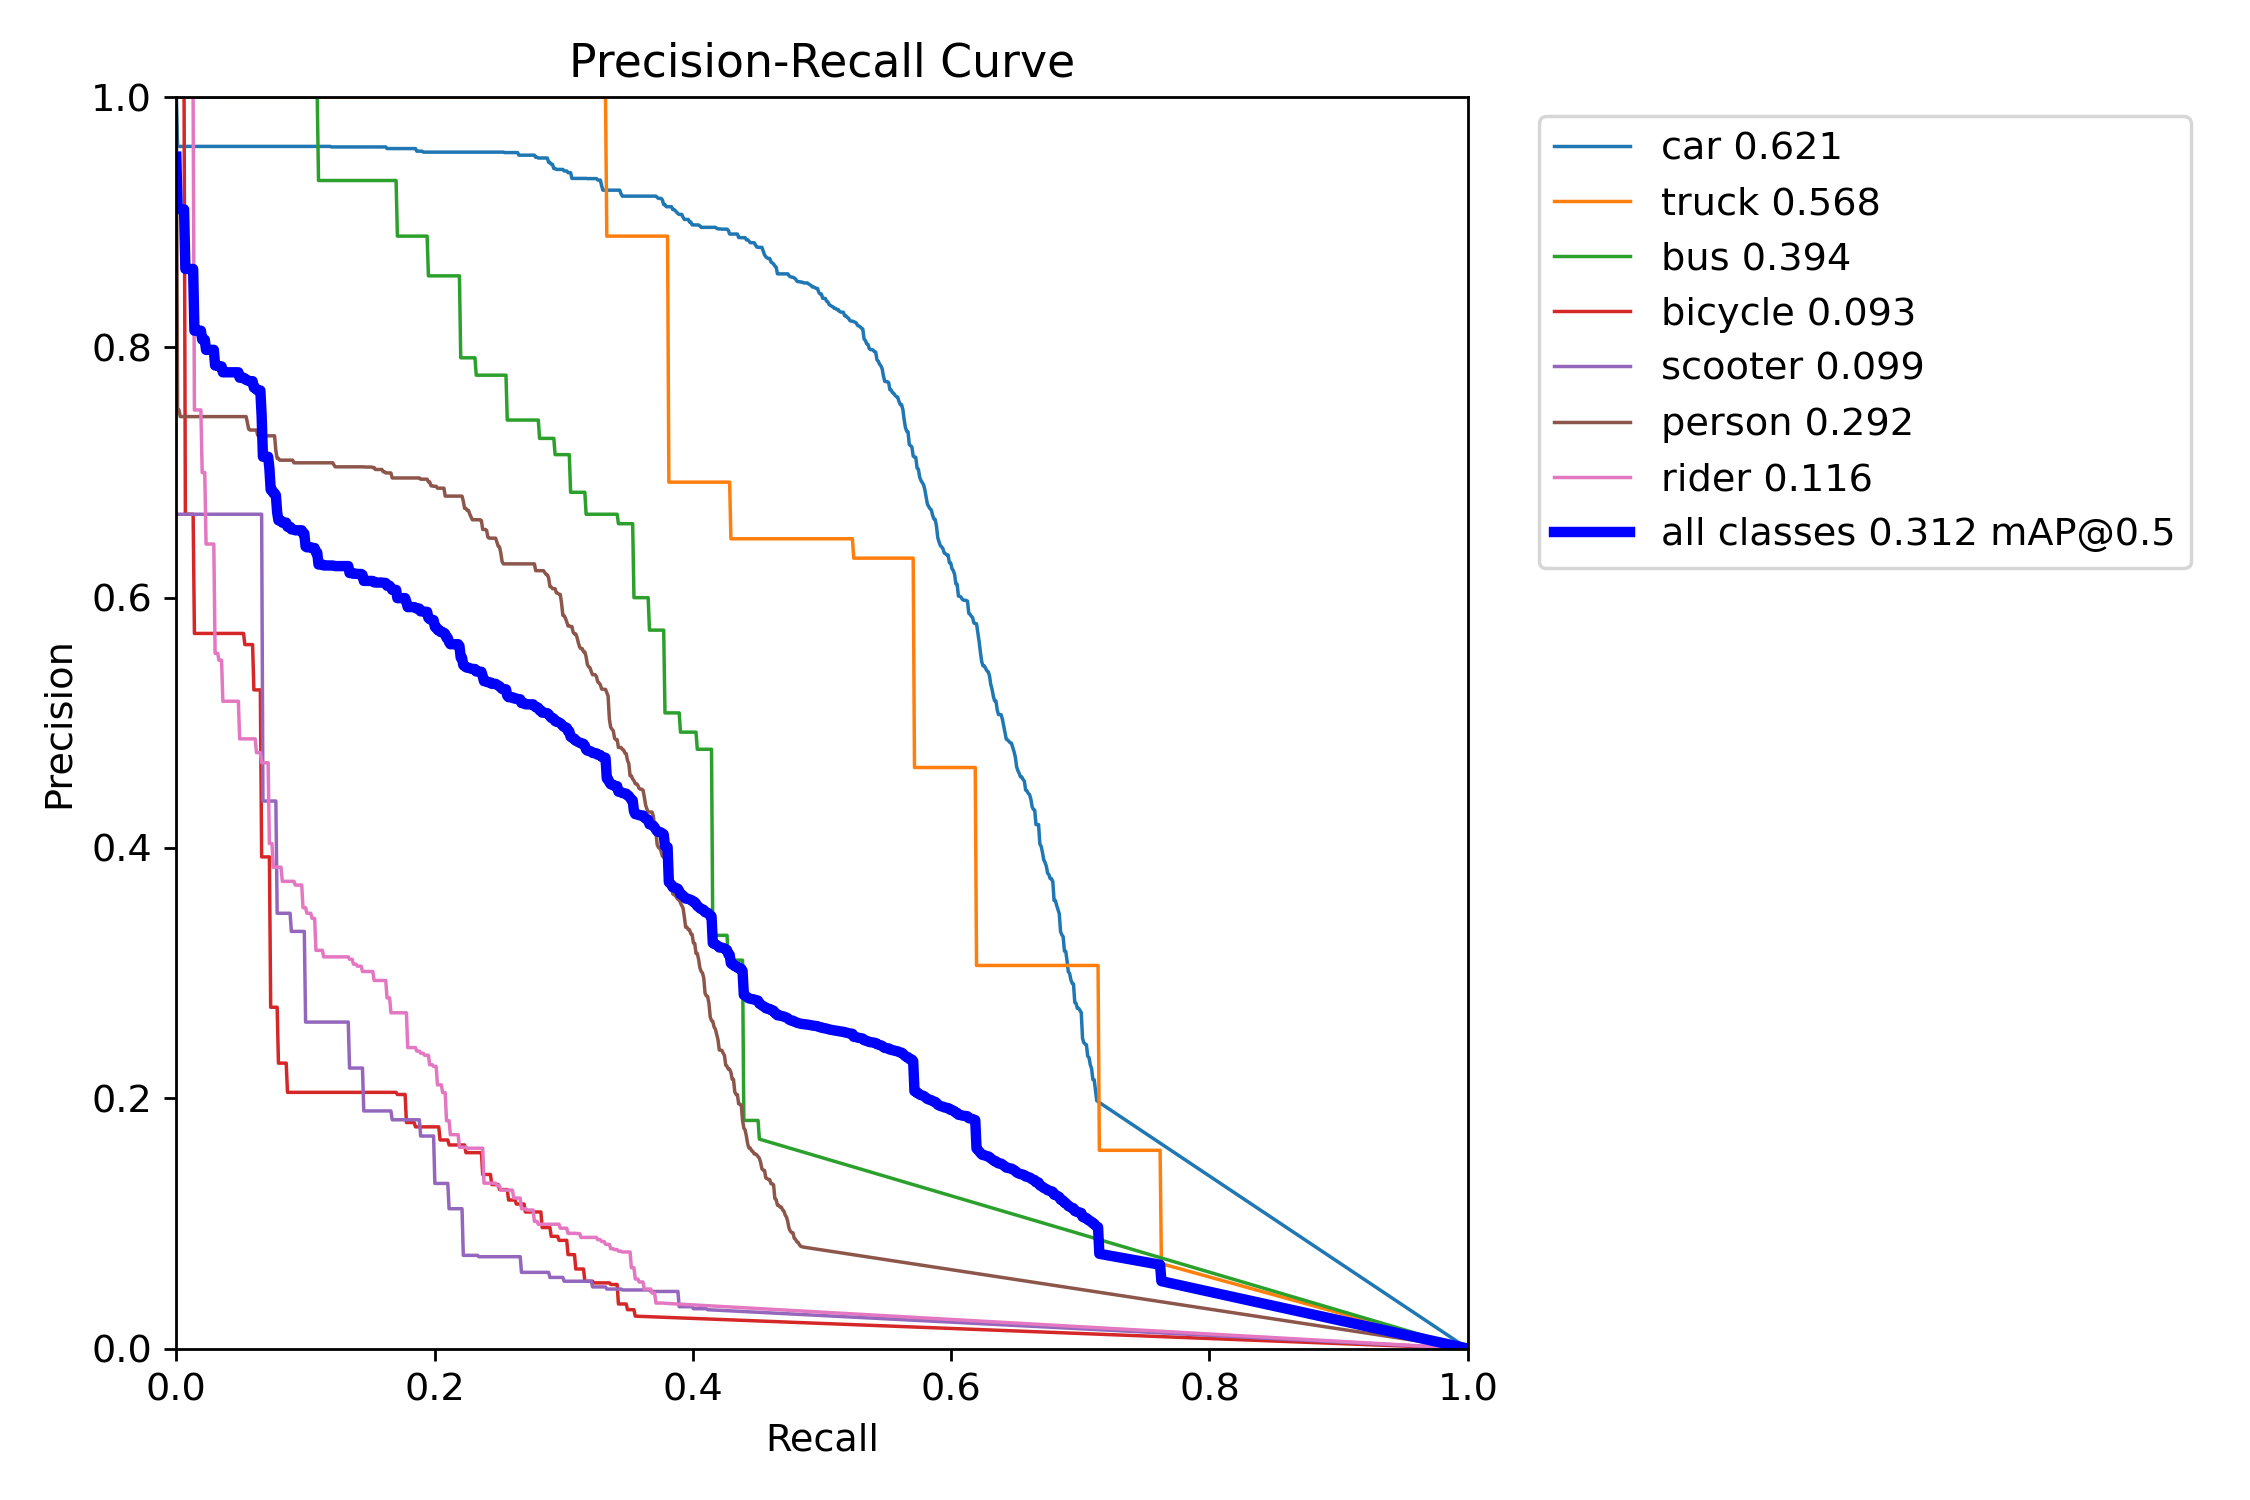 Precision-Recall Curve
1.0
0.8
0.6
0.4
0.2
0.0
Precision
0.0 0.2 0.4 0.6 0.8 1.0
Recall
car 0.621
truck 0.568
bus 0.394
bicycle 0.093
scooter 0.099
person 0.292
rider 0.116
all classes 0.312 mAP@0.5